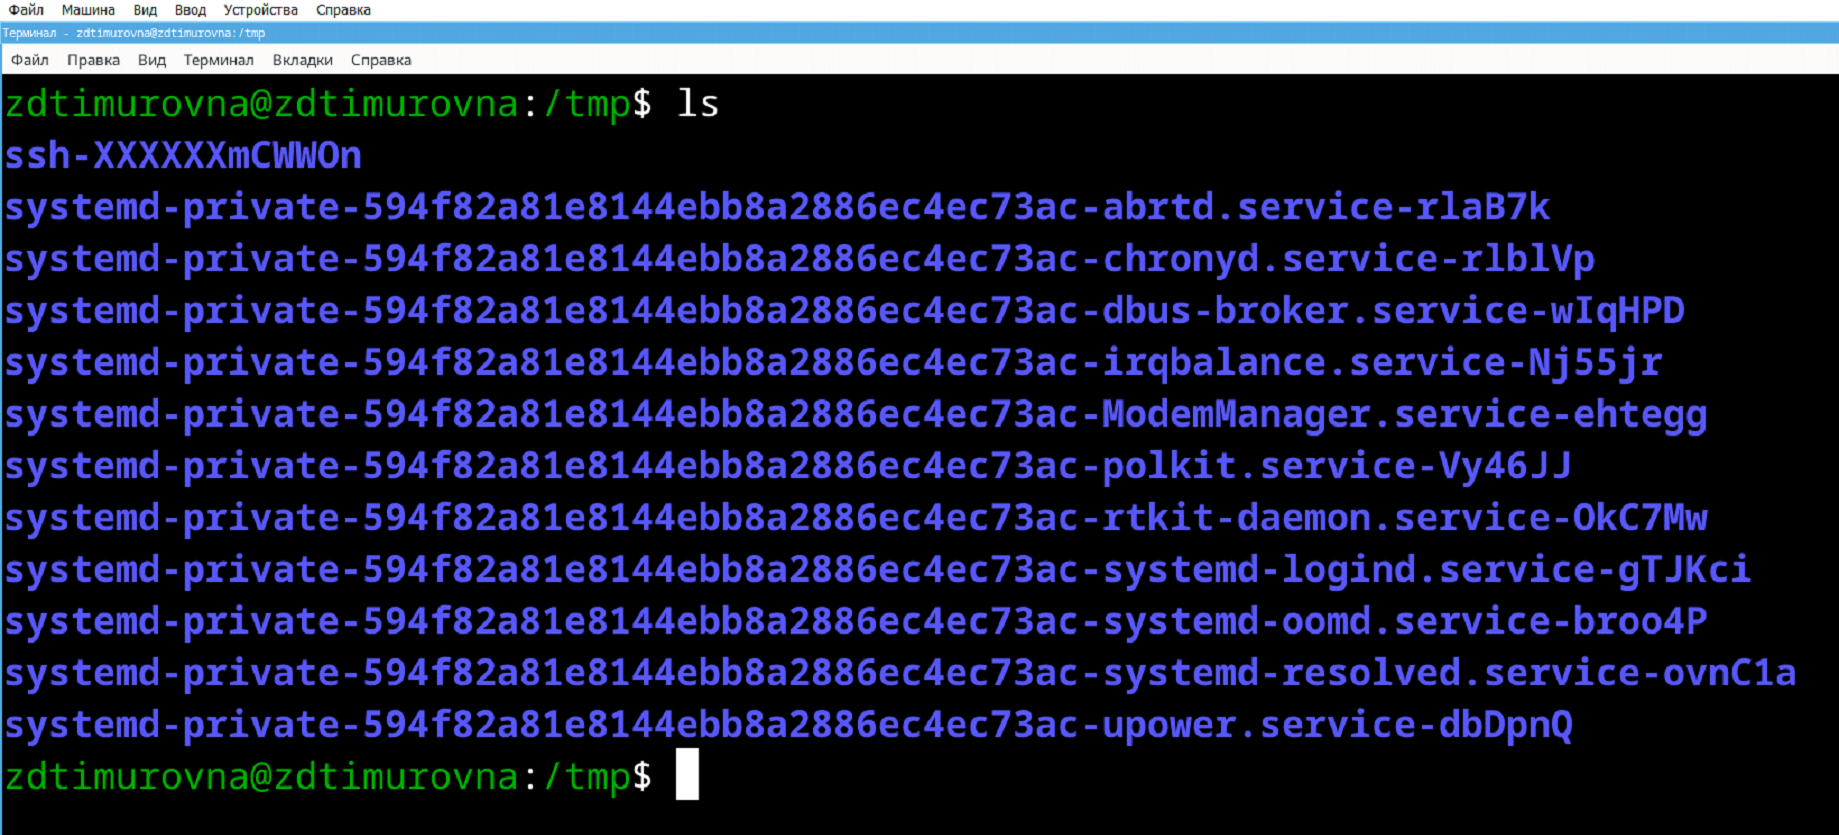 Файл Машина Вид Ввод Устройства Справка
Терминал - zdtimurovna@zdtimurovna:/tmp
Файл Правка Вид Терминал Вкладки Справка
zdtimurovna@zdtimurovna:/tmp$ ls
ssh-XXXXXXmCWWOn
systemd-private-594f82a81e8144ebb8a2886ec4ec73ac-abrtd.service-rlaB7k
systemd-private-594f82a81e8144ebb8a2886ec4ec73ac-chronyd.service-rlblVp
systemd-private-594f82a81e8144ebb8a2886ec4ec73ac-dbus-broker.service-wIqHPD
systemd-private-594f82a81e8144ebb8a2886ec4ec73ac-irqbalance.service-Nj55jr
systemd-private-594f82a81e8144ebb8a2886ec4ec73ac-ModemManager.service-ehtegg
systemd-private-594f82a81e8144ebb8a2886ec4ec73ac-polkit.service-Vy46JJ
systemd-private-594f82a81e8144ebb8a2886ec4ec73ac-rtkit-daemon.service-OkC7Mw
systemd-private-594f82a81e8144ebb8a2886ec4ec73ac-systemd-logind.service-gTJKci
systemd-private-594f82a81e8144ebb8a2886ec4ec73ac-systemd-oomd.service-broo4P
systemd-private-594f82a81e8144ebb8a2886ec4ec73ac-systemd-resolved.service-ovnC1a
systemd-private-594f82a81e8144ebb8a2886ec4ec73ac-upower.service-dbDpnQ
zdtimurovna@zdtimurovna:/tmp$